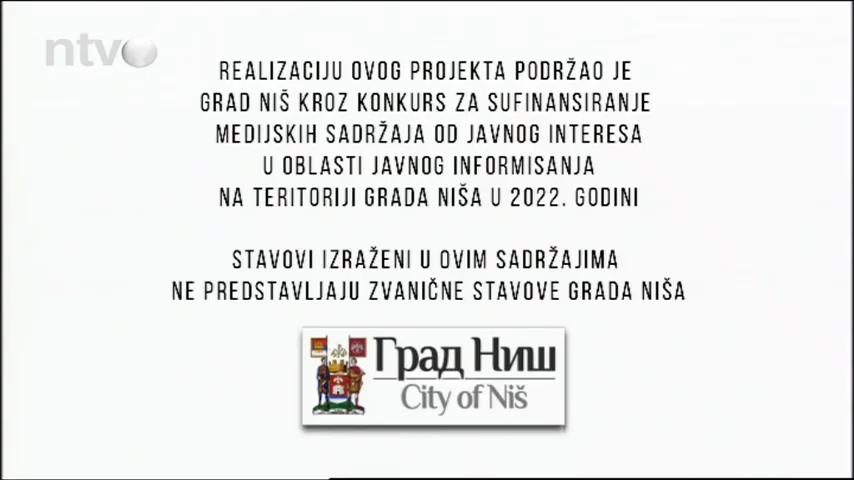 ntv
REALIZACIJU OVOG PROJEKTA PODRŽAO JE
GRAD NIŠ KROZ KONKURS ZA SUFINANSIRANJE
MEDIJSKIH SADRŽAJA OD JAVNOG INTERESA
U OBLASTI JAVNOG INFORMISANJA
NA TERITORIJI GRADA NIŠA U 2022. GODINI
STAVOVI IZRAŽENI U OVIM SADRŽAJIMA
NE PREDSTAVLJAJU ZVANIČNE STAVOVE GRADA NIŠA
Град Ниш
City of Niš